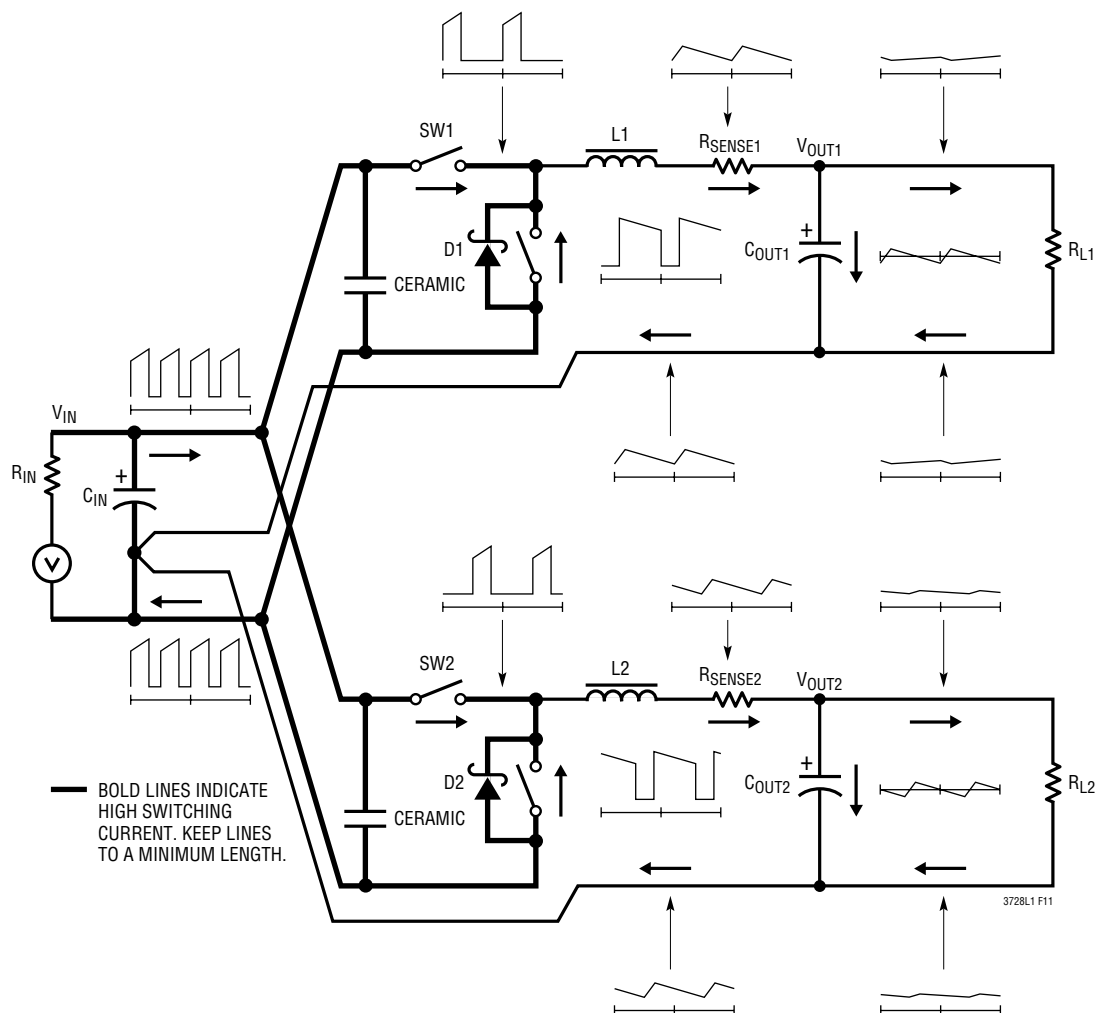 SW1
L1
RSENSE1
VOUT1
D1
COUT1
RL1
CERAMIC
VIN
RIN
CIN
V
SW2
L2
RSENSE2
VOUT2
D2
COUT2
RL2
CERAMIC
BOLD LINES INDICATE
HIGH SWITCHING
CURRENT. KEEP LINES
TO A MINIMUM LENGTH.
3728L1 F11